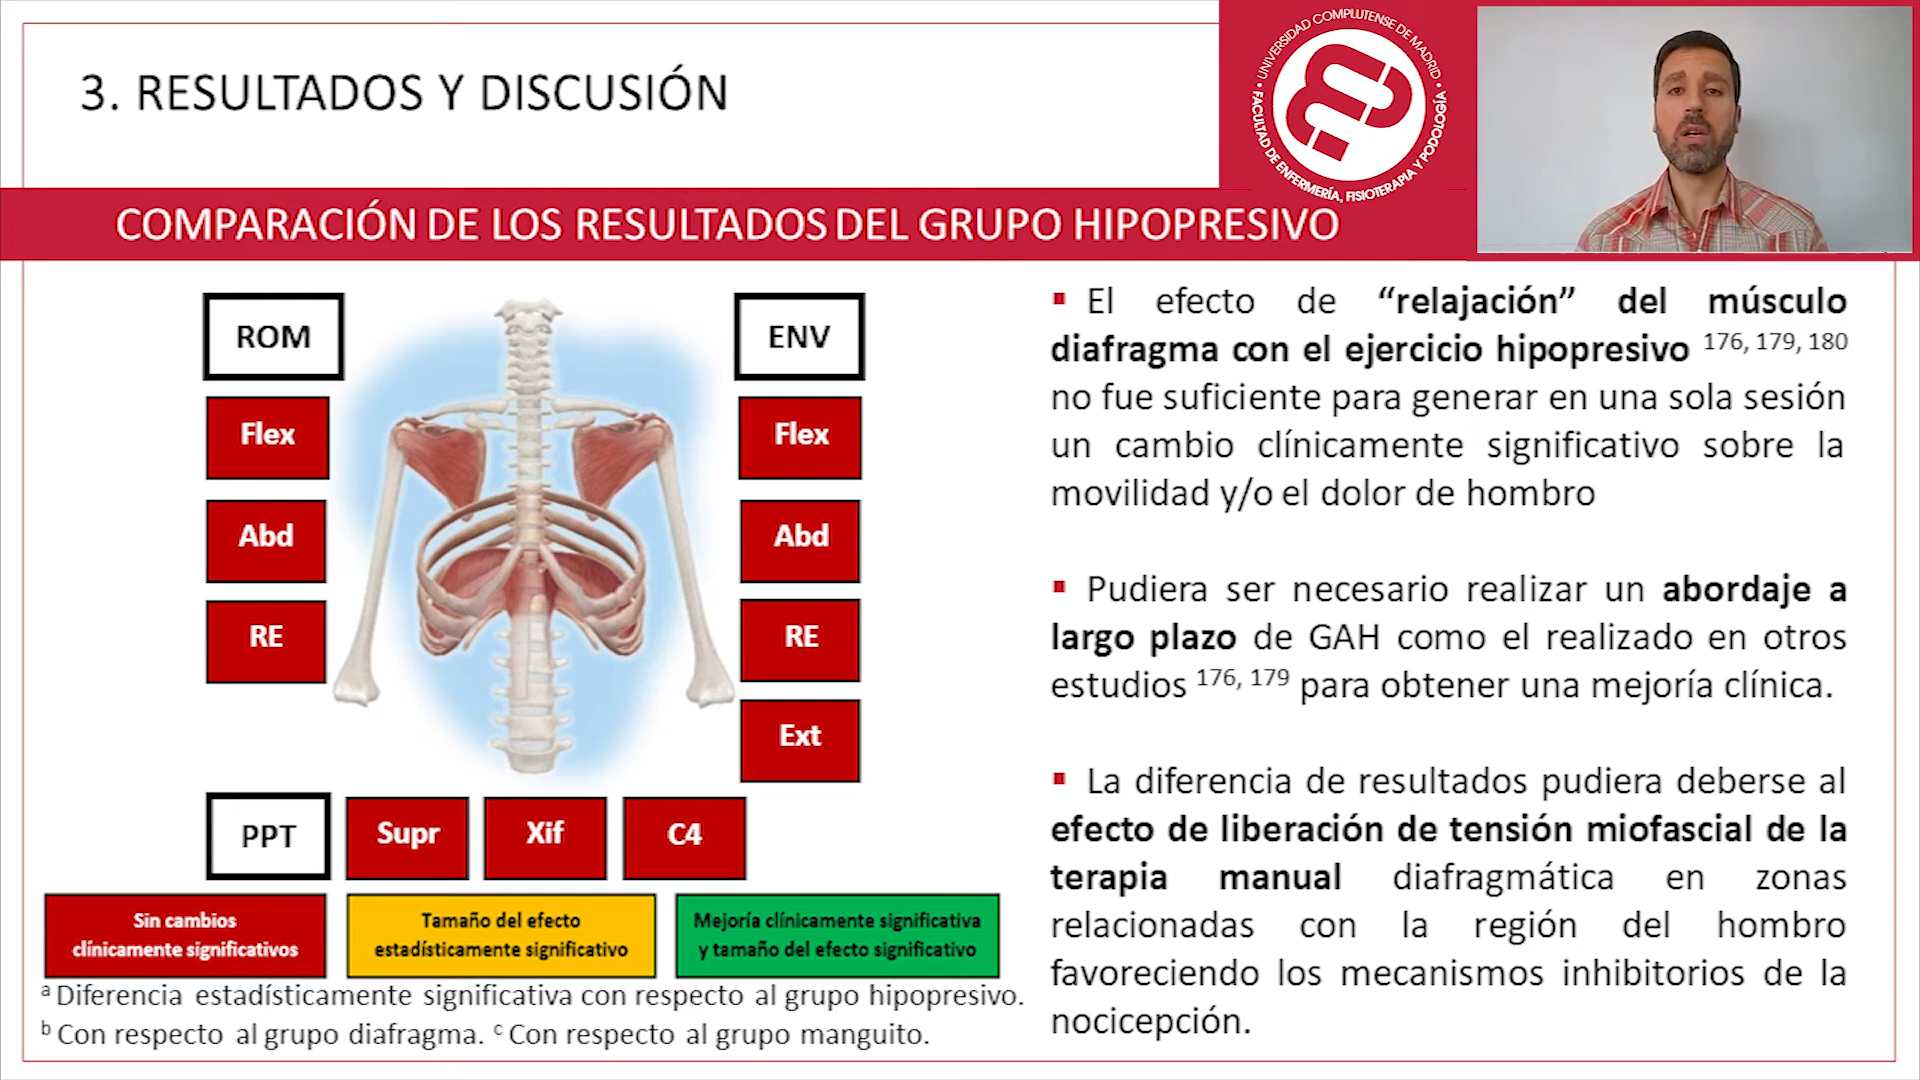 3. RESULTADOS Y DISCUSIÓN
• UNIVERSIDAD COMPLUTENSE DE MADRID •
FACULTAD DE ENFERMERÍA, FISIOTERAPIA Y PODOLOGÍA
COMPARACIÓN DE LOS RESULTADOS DEL GRUPO HIPOPRESIVO
ROM
Flex
Abd
RE
ENV
Flex
Abd
RE
Ext
PPT
Supr
Xif
C4
Sin cambios
clínicamente significativos
Tamaño del efecto
estadísticamente significativo
Mejoría clínicamente significativa
y tamaño del efecto significativo
a Diferencia estadísticamente significativa con respecto al grupo hipopresivo.
b Con respecto al grupo diafragma. c Con respecto al grupo manguito.
▪ El efecto de “relajación” del músculo
diafragma con el ejercicio hipopresivo 176, 179, 180
no fue suficiente para generar en una sola sesión
un cambio clínicamente significativo sobre la
movilidad y/o el dolor de hombro
▪ Pudiera ser necesario realizar un abordaje a
largo plazo de GAH como el realizado en otros
estudios 176, 179 para obtener una mejoría clínica.
▪ La diferencia de resultados pudiera deberse al
efecto de liberación de tensión miofascial de la
terapia manual diafragmática en zonas
relacionadas con la región del hombro
favoreciendo los mecanismos inhibitorios de la
nocicepción.